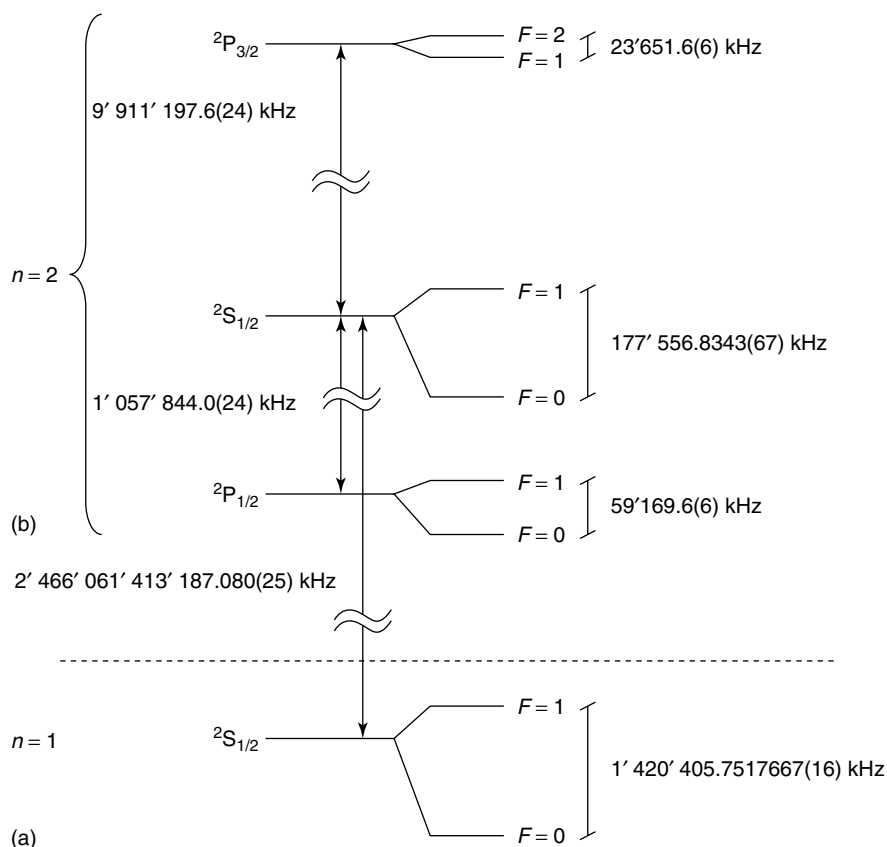 ²P₃/₂
F = 2
F = 1
23′651.6(6) kHz
9′ 911′ 197.6(24) kHz
n = 2
²S₁/₂
F = 1
F = 0
177′ 556.8343(67) kHz
1′ 057′ 844.0(24) kHz
²P₁/₂
F = 1
F = 0
59′169.6(6) kHz
(b)
2′ 466′ 061′ 413′ 187.080(25) kHz
n = 1
²S₁/₂
F = 1
F = 0
1′ 420′ 405.7517667(16) kHz
(a)